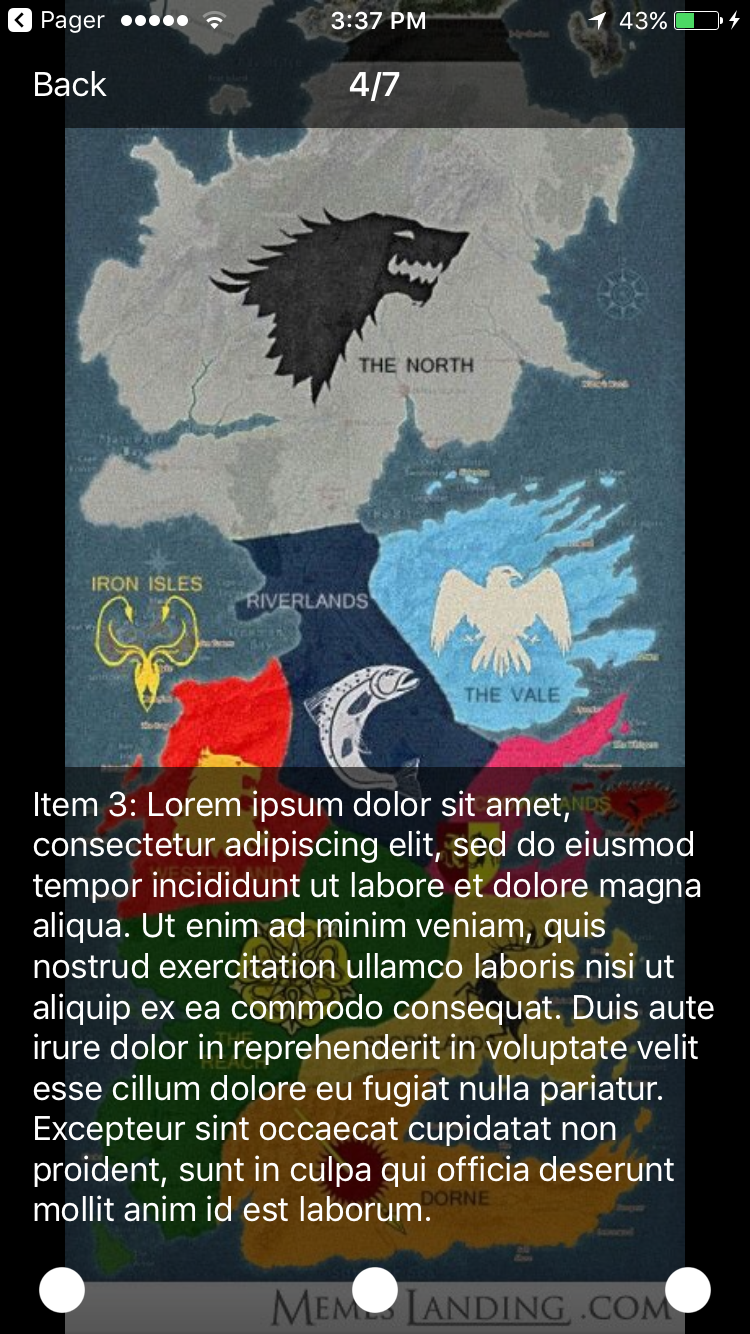 Pager 3:37 PM 43%
Back 4/7
THE NORTH
IRON ISLES
RIVERLANDS
THE VALE
Item 3: Lorem ipsum dolor sit amet,
consectetur adipiscing elit, sed do eiusmod
tempor incididunt ut labore et dolore magna
aliqua. Ut enim ad minim veniam, quis
nostrud exercitation ullamco laboris nisi ut
aliquip ex ea commodo consequat. Duis aute
irure dolor in reprehenderit in voluptate velit
esse cillum dolore eu fugiat nulla pariatur.
Excepteur sint occaecat cupidatat non
proident, sunt in culpa qui officia deserunt
mollit anim id est laborum.
THE
REACH
DORNE
MEMES LANDING .COM